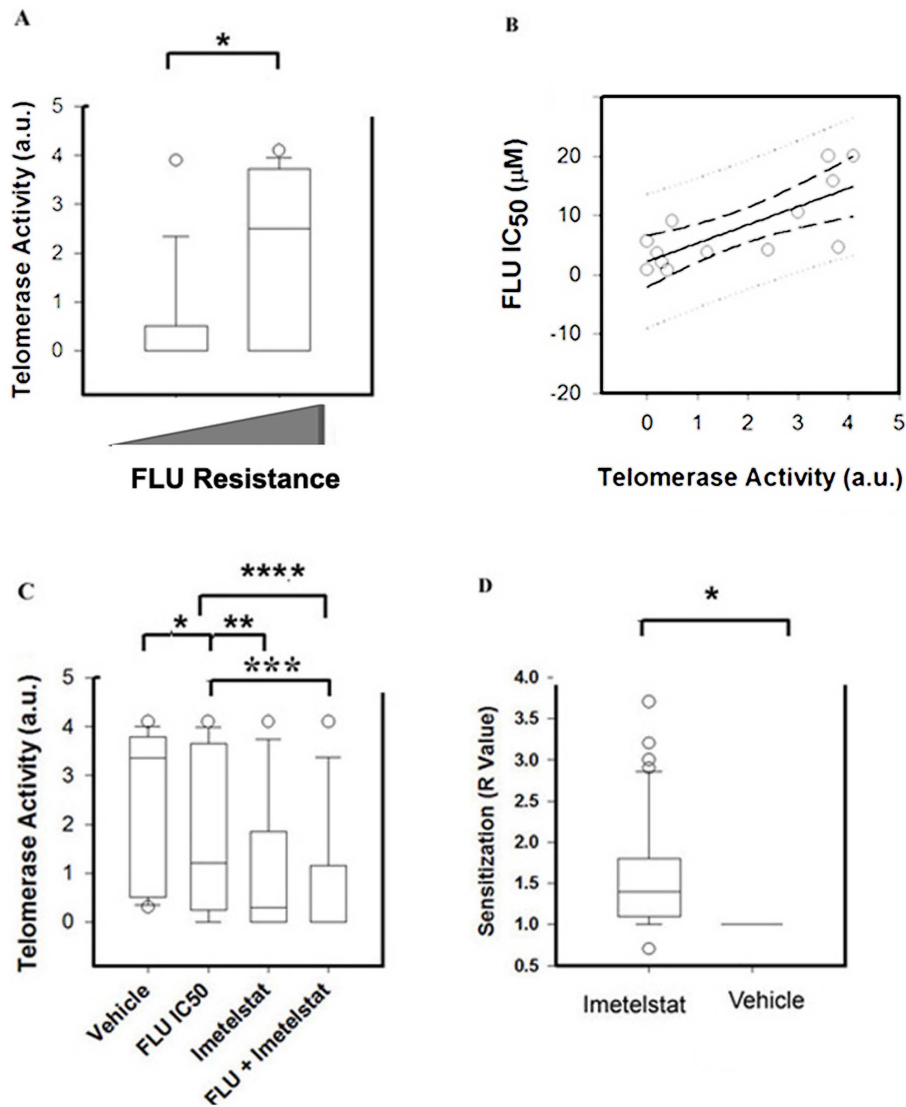 A
*
Telomerase Activity (a.u.)
5
4
3
2
1
0
FLU Resistance
B
FLU IC50 (μM)
20
10
0
-10
-20
0 1 2 3 4 5
Telomerase Activity (a.u.)
C
****
* **
***
Telomerase Activity (a.u.)
5
4
3
2
1
0
Vehicle
FLU IC50
Imetelstat
FLU + Imetelstat
D
*
Sensitization (R Value)
4.0
3.5
3.0
2.5
2.0
1.5
1.0
0.5
Imetelstat Vehicle